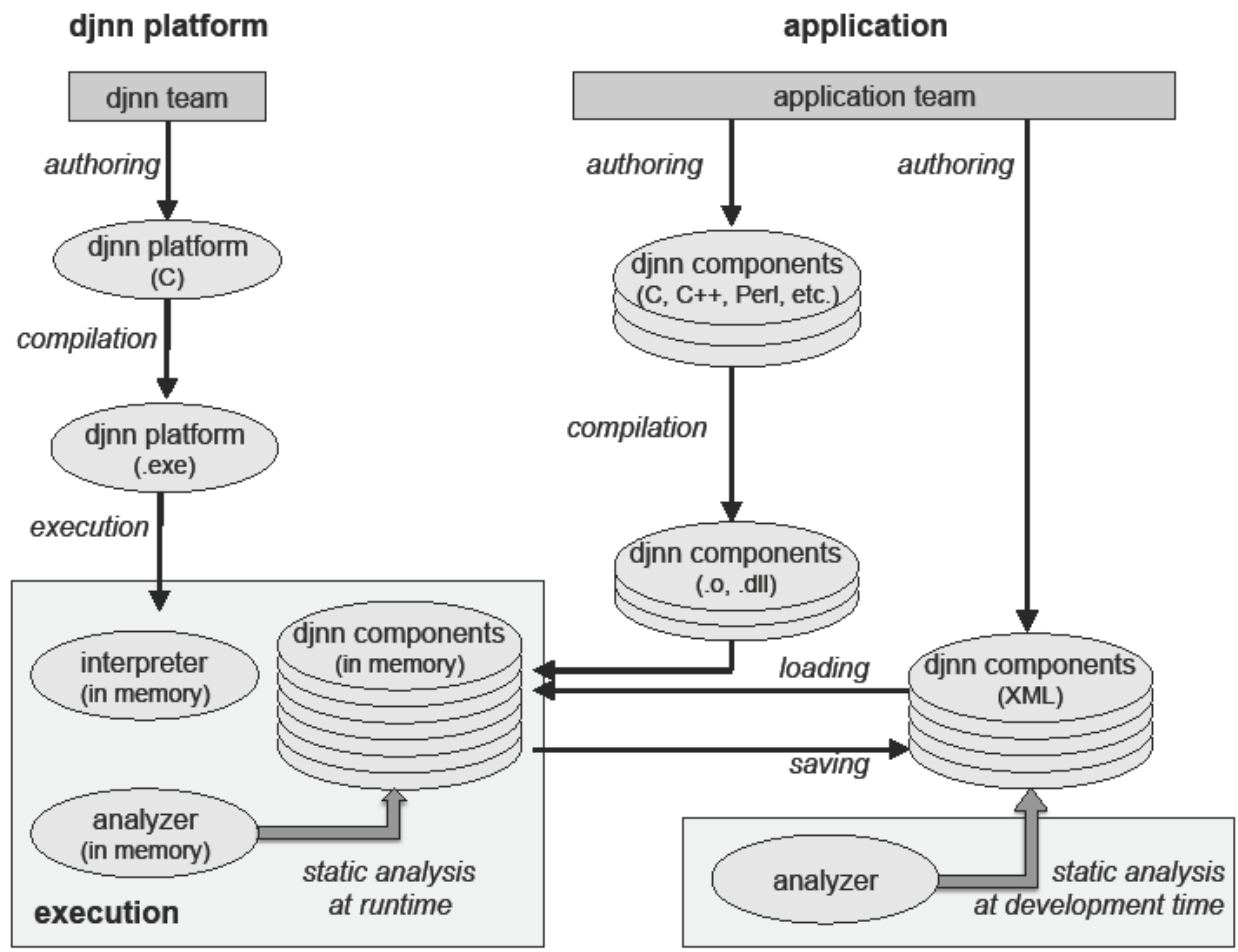 djnn platform
application
djnn team
application team
authoring
authoring
authoring
djnn platform
(C)
djnn components
(C, C++, Perl, etc.)
compilation
compilation
djnn platform
(.exe)
execution
djnn components
(.o, .dll)
djnn components
(in memory)
interpreter
(in memory)
loading
djnn components
(XML)
saving
analyzer
(in memory)
static analysis
at runtime
execution
analyzer
static analysis
at development time